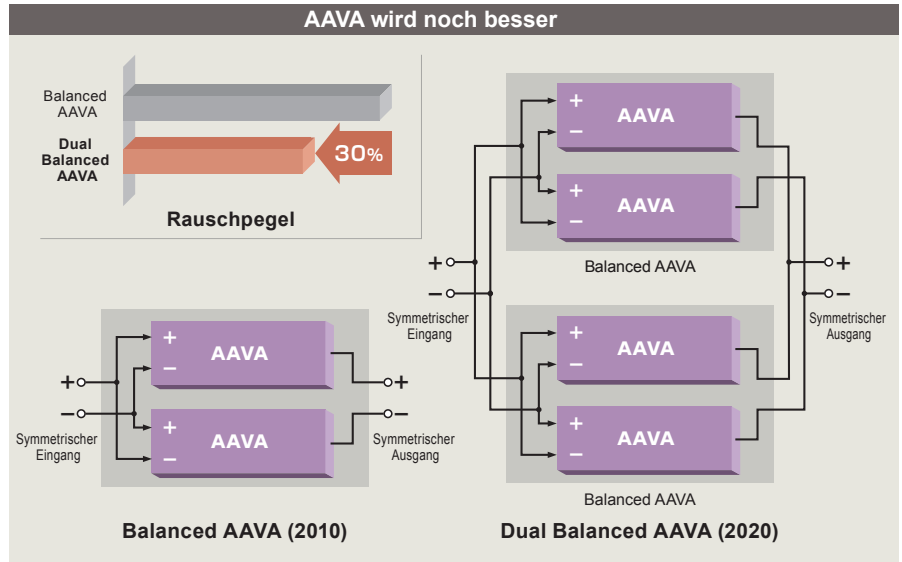 AAVA wird noch besser
Balanced
AAVA
Dual
Balanced
AAVA
30%
Rauschpegel
+
−
Symmetrischer
Eingang
+
−
AAVA
+
−
AAVA
+
−
Symmetrischer
Ausgang
Balanced AAVA (2010)
+
−
Symmetrischer
Eingang
+
−
AAVA
+
−
AAVA
Balanced AAVA
+
−
AAVA
+
−
AAVA
Balanced AAVA
+
−
Symmetrischer
Ausgang
Dual Balanced AAVA (2020)